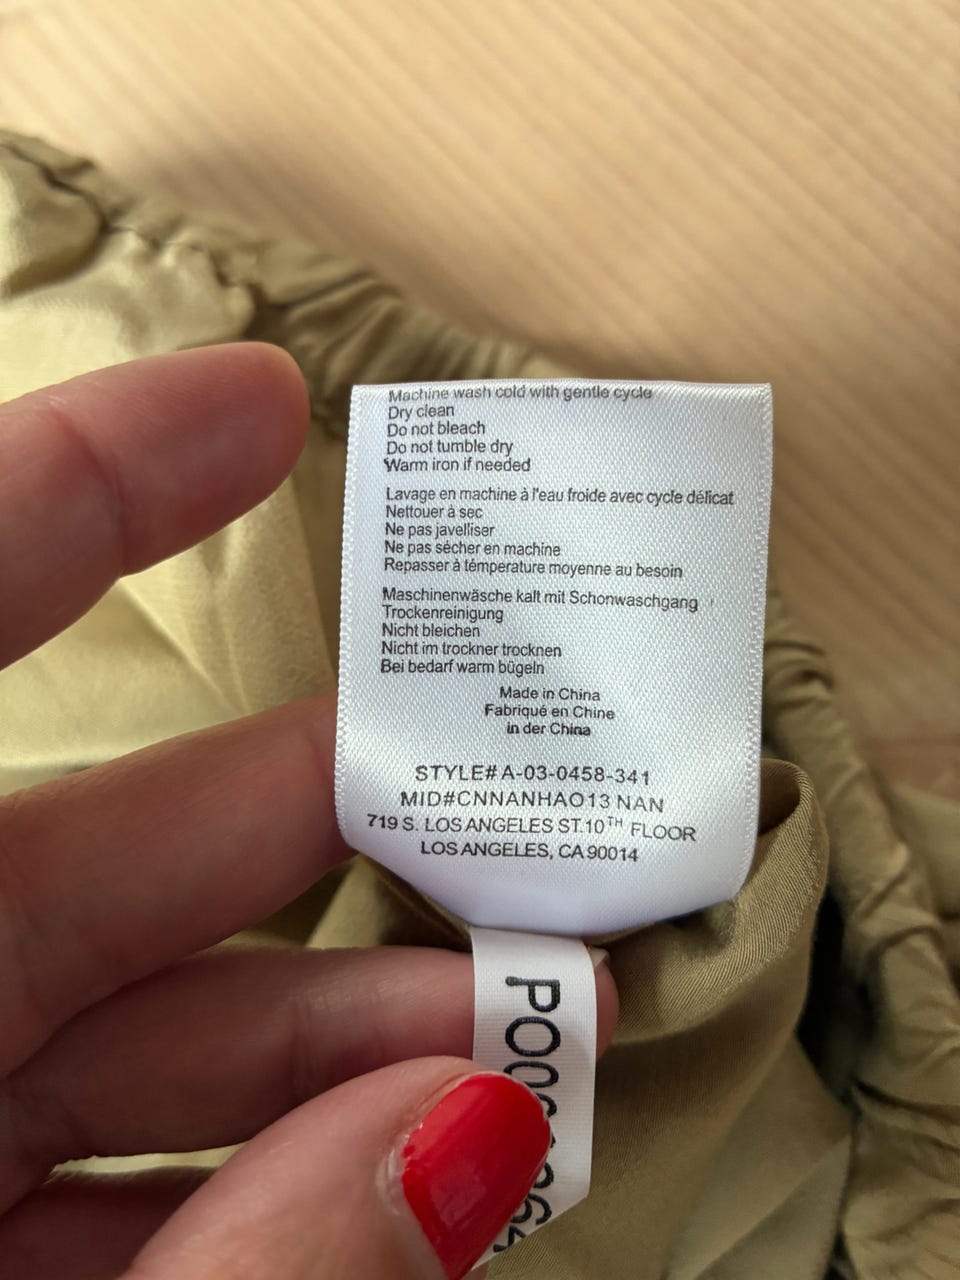 Machine wash cold with gentle cycle
Dry clean
Do not bleach
Do not tumble dry
Warm iron if needed
Lavage en machine à l'eau froide avec cycle délicat
Nettouer à sec
Ne pas javelliser
Ne pas sécher en machine
Repasser à témperature moyenne au besoin
Maschinenwäsche kalt mit Schonwaschgang
Trockenreinigung
Nicht bleichen
Nicht im trockner trocknen
Bei bedarf warm bügeln
Made in China
Fabriqué en Chine
in der China
STYLE# A-03-0458-341
MID#CNNANHAO13 NAN
719 S. LOS ANGELES ST.10TH FLOOR
LOS ANGELES, CA 90014